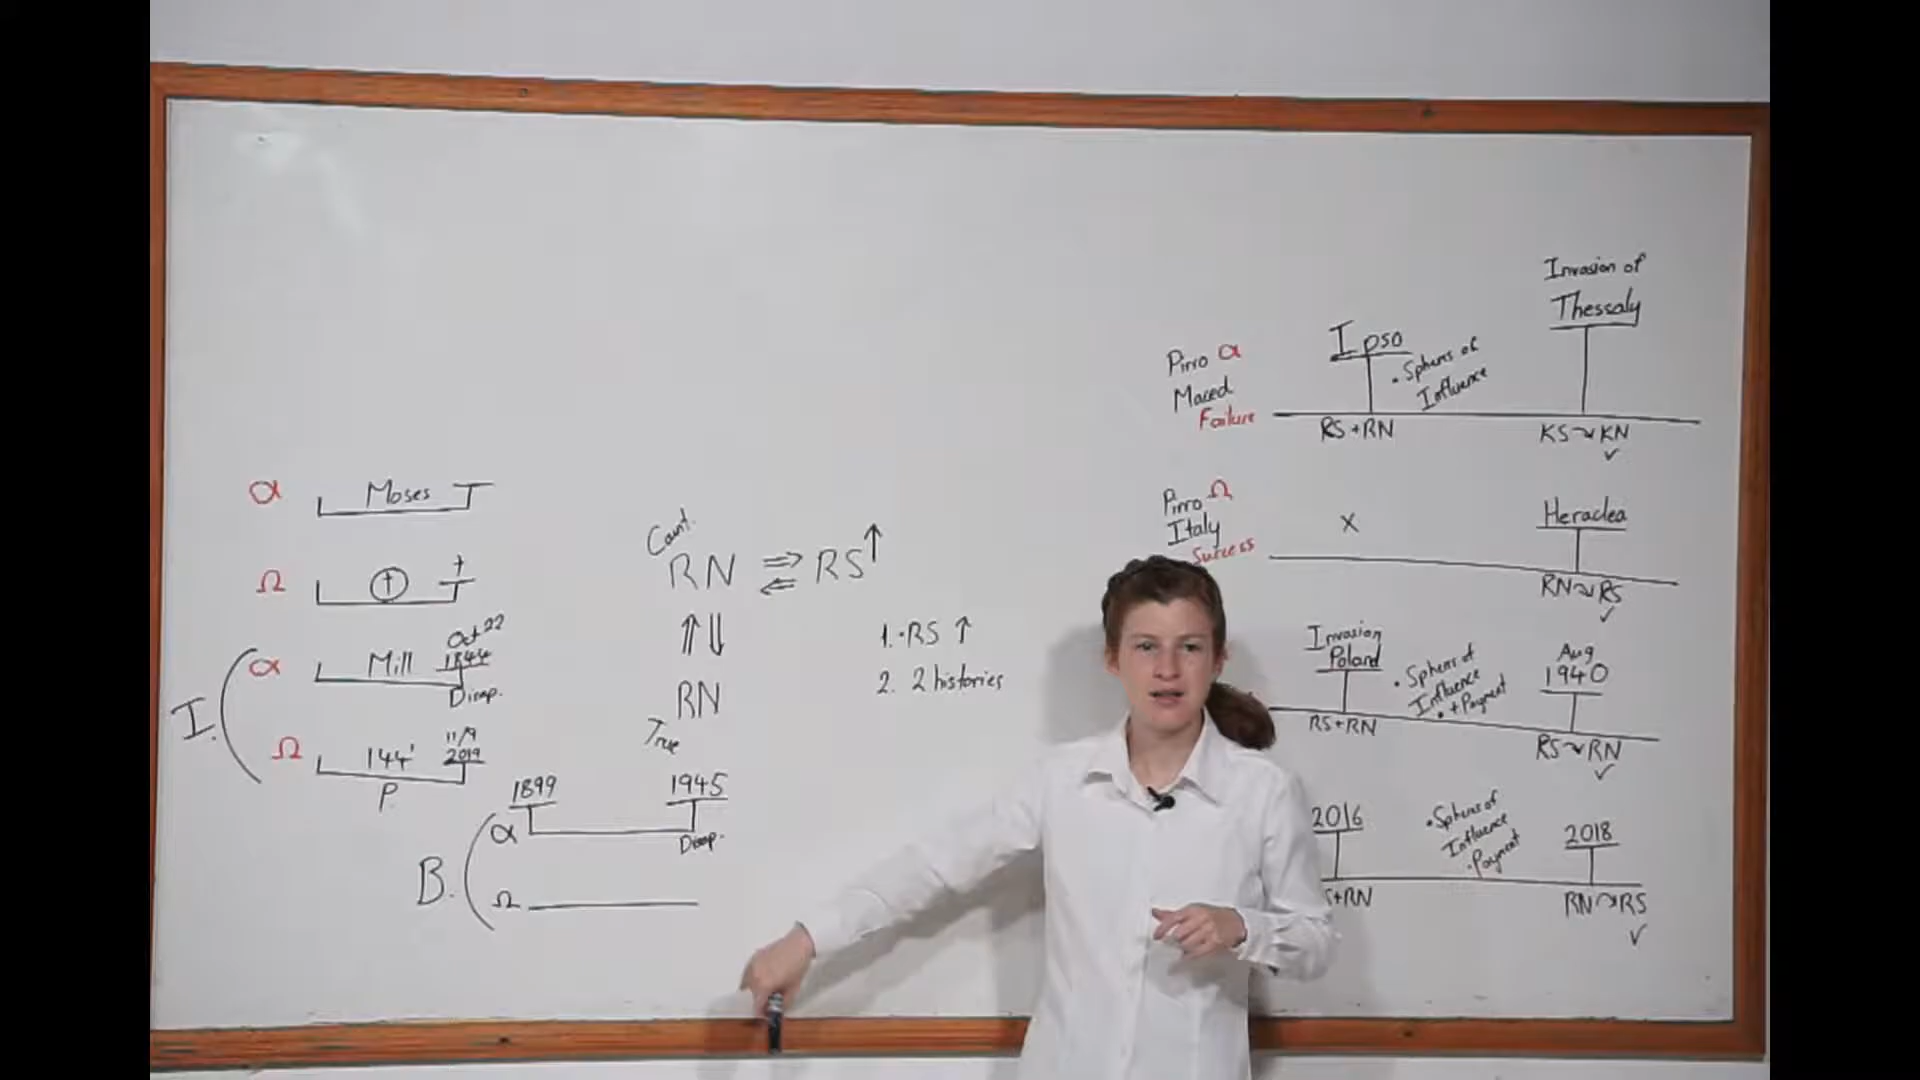 α Moses
Ω
α Mill Oct 22
1844
Disap.
I.
Ω 144' 11/9
2019
P.
1899 1945
α
Disap.
B.
Ω
Count.
RN ⇒ RS ↑
⇐
⇑⇓
RN
True
1. · RS ↑
2. 2 histories
Pirro α
Maced
Failure
Ipso
• Spheres of
Influence
RS + RN
Invasion of
Thessaly
KS ↝ KN
✓
Pirro Ω
Italy
Success
X
Heraclea
RN ↝ RS
✓
Invasion
Poland
• Spheres of
Influence
• + Payment
RS + RN
Aug
1940
RS ↝ RN
✓
2016
• Spheres of
Influence
• Payment
S+RN
2018
RN ↝ RS
✓